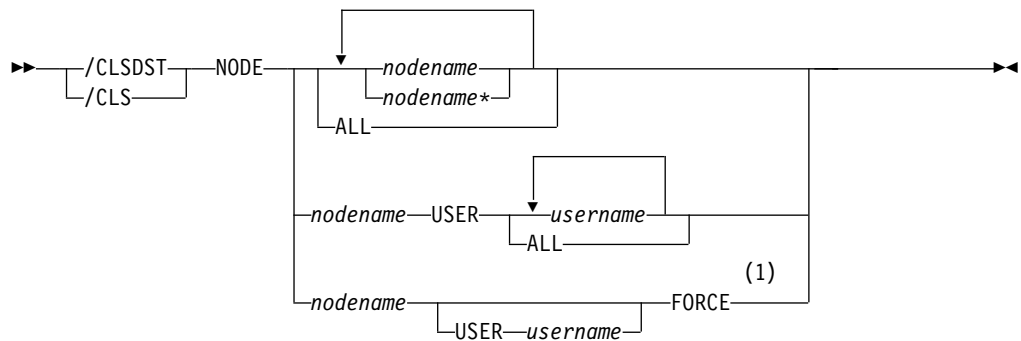 /CLSDST NODE nodename
/CLS nodename*
ALL
nodename USER username
ALL
(1)
nodename FORCE
USER username